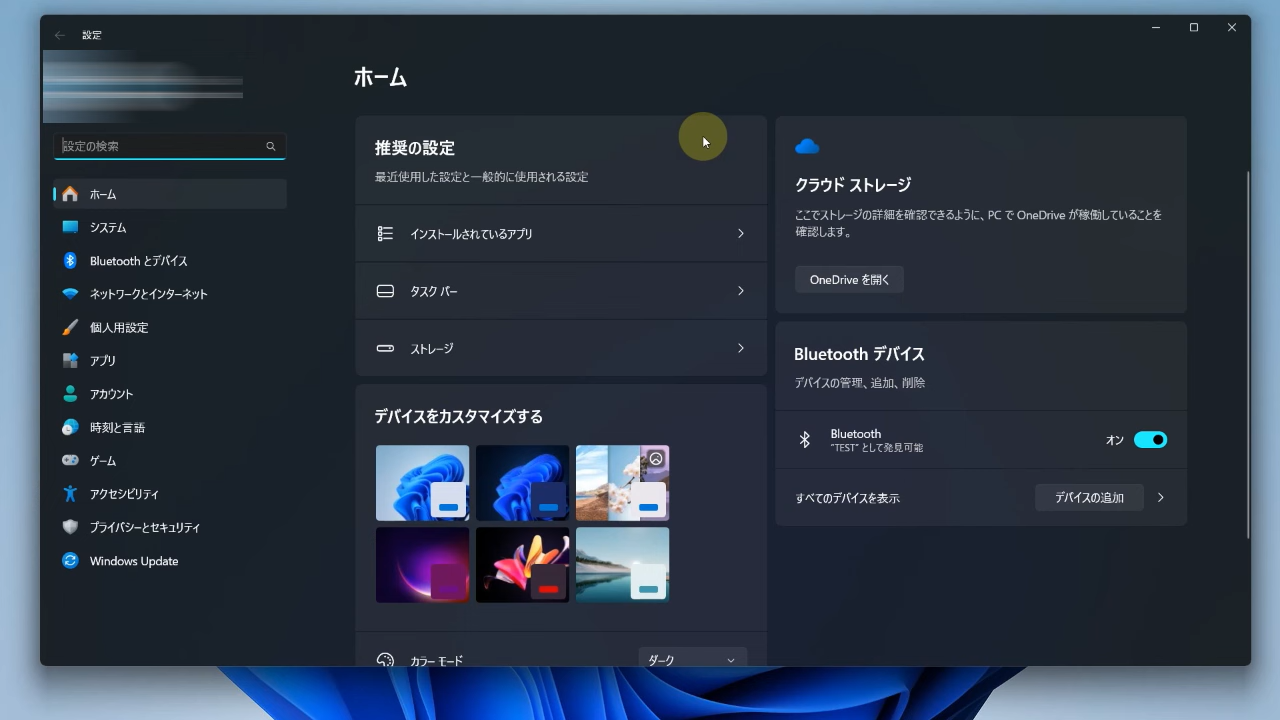 設定
設定の検索
ホーム
システム
Bluetooth とデバイス
ネットワークとインターネット
個人用設定
アプリ
アカウント
時刻と言語
ゲーム
アクセシビリティ
プライバシーとセキュリティ
Windows Update
ホーム
推奨の設定
最近使用した設定と一般的に使用される設定
インストールされているアプリ
タスク バー
ストレージ
デバイスをカスタマイズする
カラー モード
ダーク
クラウド ストレージ
ここでストレージの詳細を確認できるように、PC で OneDrive が稼働していることを
確認します。
OneDrive を開く
Bluetooth デバイス
デバイスの管理、追加、削除
Bluetooth
"TEST" として発見可能
オン
すべてのデバイスを表示
デバイスの追加